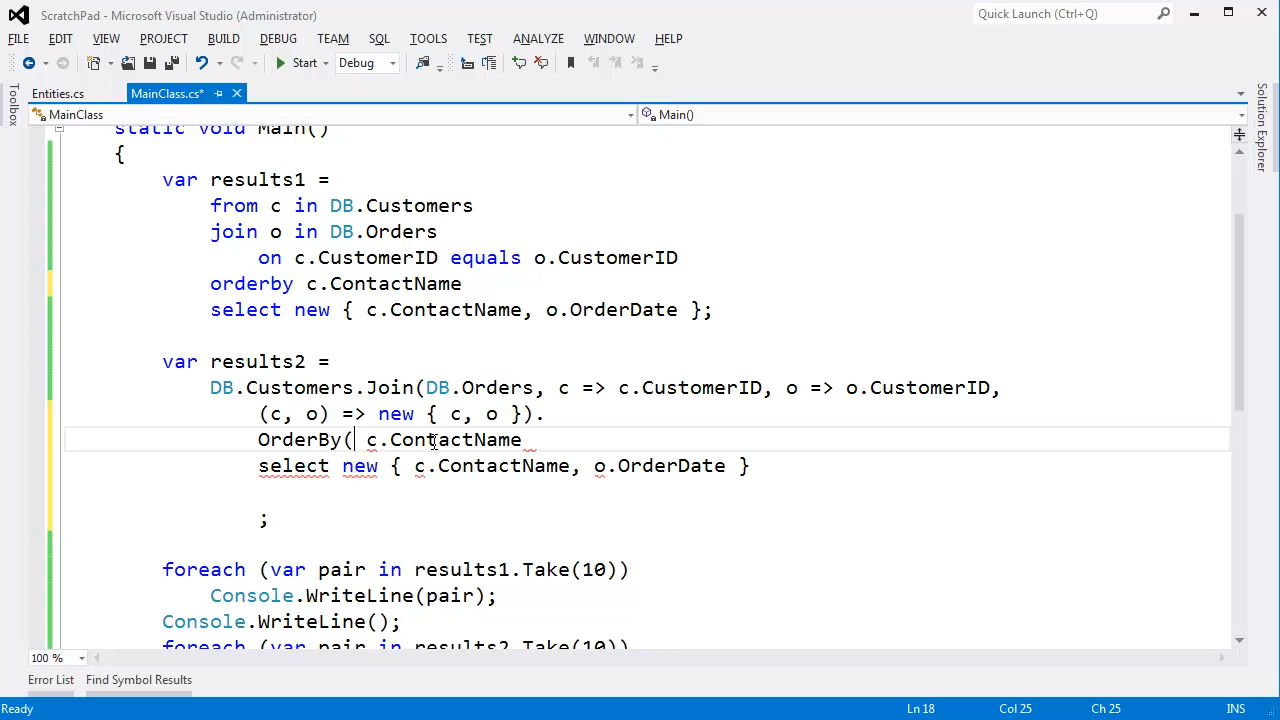 ScratchPad - Microsoft Visual Studio (Administrator)
Quick Launch (Ctrl+Q)
FILE EDIT VIEW PROJECT BUILD DEBUG TEAM SQL TOOLS TEST ANALYZE WINDOW HELP
Start Debug
Toolbox
Entities.cs MainClass.cs*
MainClass Main()
Solution Explorer
static void Main()
{
var results1 =
from c in DB.Customers
join o in DB.Orders
on c.CustomerID equals o.CustomerID
orderby c.ContactName
select new { c.ContactName, o.OrderDate };
var results2 =
DB.Customers.Join(DB.Orders, c => c.CustomerID, o => o.CustomerID,
(c, o) => new { c, o }).
OrderBy( c.ContactName
select new { c.ContactName, o.OrderDate }
;
foreach (var pair in results1.Take(10))
Console.WriteLine(pair);
Console.WriteLine();
foreach (var pair in results2.Take(10))
100 %
Error List Find Symbol Results
Ready Ln 18 Col 25 Ch 25 INS